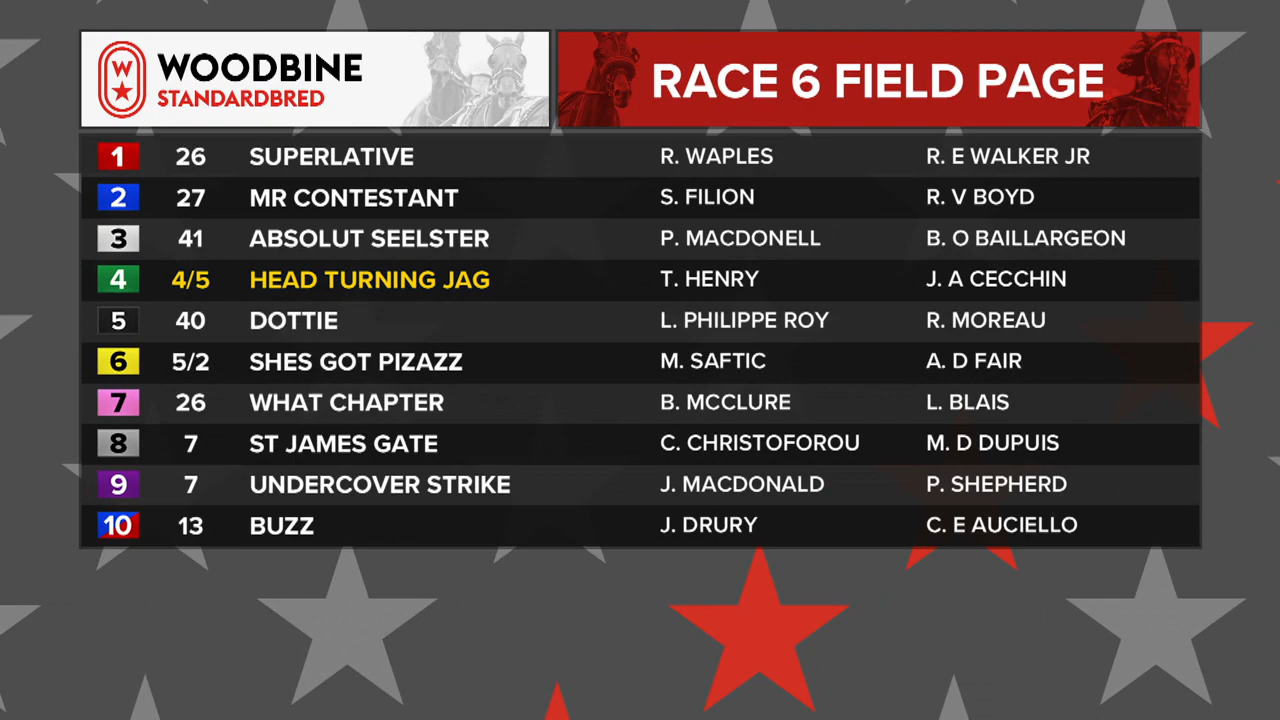 W
WOODBINE
STANDARDBRED
RACE 6 FIELD PAGE
1 26 SUPERLATIVE R. WAPLES R. E WALKER JR
2 27 MR CONTESTANT S. FILION R. V BOYD
3 41 ABSOLUT SEELSTER P. MACDONELL B. O BAILLARGEON
4 4/5 HEAD TURNING JAG T. HENRY J. A CECCHIN
5 40 DOTTIE L. PHILIPPE ROY R. MOREAU
6 5/2 SHES GOT PIZAZZ M. SAFTIC A. D FAIR
7 26 WHAT CHAPTER B. MCCLURE L. BLAIS
8 7 ST JAMES GATE C. CHRISTOFOROU M. D DUPUIS
9 7 UNDERCOVER STRIKE J. MACDONALD P. SHEPHERD
10 13 BUZZ J. DRURY C. E AUCIELLO